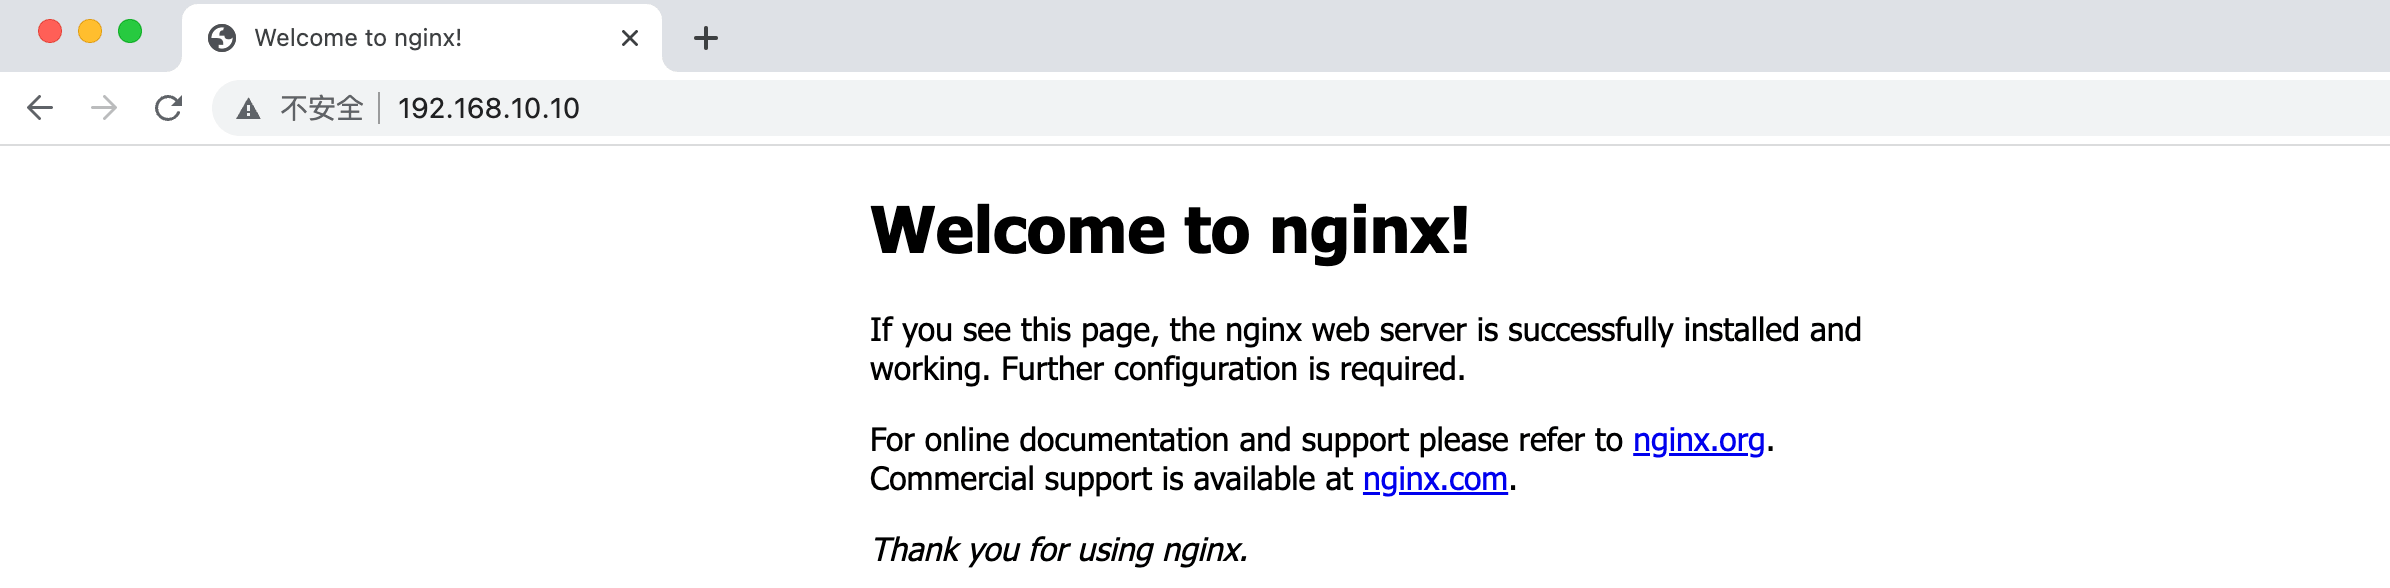 Welcome to nginx!
不安全 192.168.10.10
Welcome to nginx!
If you see this page, the nginx web server is successfully installed and
working. Further configuration is required.
For online documentation and support please refer to nginx.org.
Commercial support is available at nginx.com.
Thank you for using nginx.